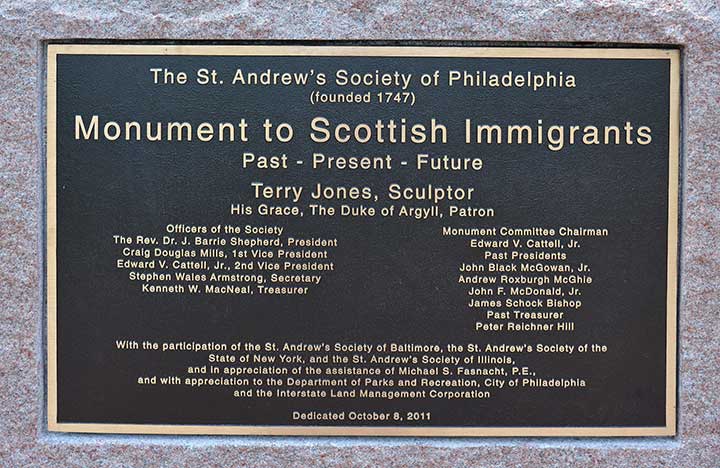 The St. Andrew's Society of Philadelphia
(founded 1747)
Monument to Scottish Immigrants
Past - Present - Future
Terry Jones, Sculptor
His Grace, The Duke of Argyll, Patron
Officers of the Society
The Rev. Dr. J. Barrie Shepherd, President
Craig Douglas Mills, 1st Vice President
Edward V. Cattell, Jr., 2nd Vice President
Stephen Wales Armstrong, Secretary
Kenneth W. MacNeal, Treasurer
Monument Committee Chairman
Edward V. Cattell, Jr.
Past Presidents
John Black McGowan, Jr.
Andrew Roxburgh McGhie
John F. McDonald, Jr.
James Schock Bishop
Past Treasurer
Peter Reichner Hill
With the participation of the St. Andrew's Society of Baltimore, the St. Andrew's Society of the
State of New York, and the St. Andrew's Society of Illinois,
and in appreciation of the assistance of Michael S. Fasnacht, P.E.,
and with appreciation to the Department of Parks and Recreation, City of Philadelphia
and the Interstate Land Management Corporation
Dedicated October 8, 2011